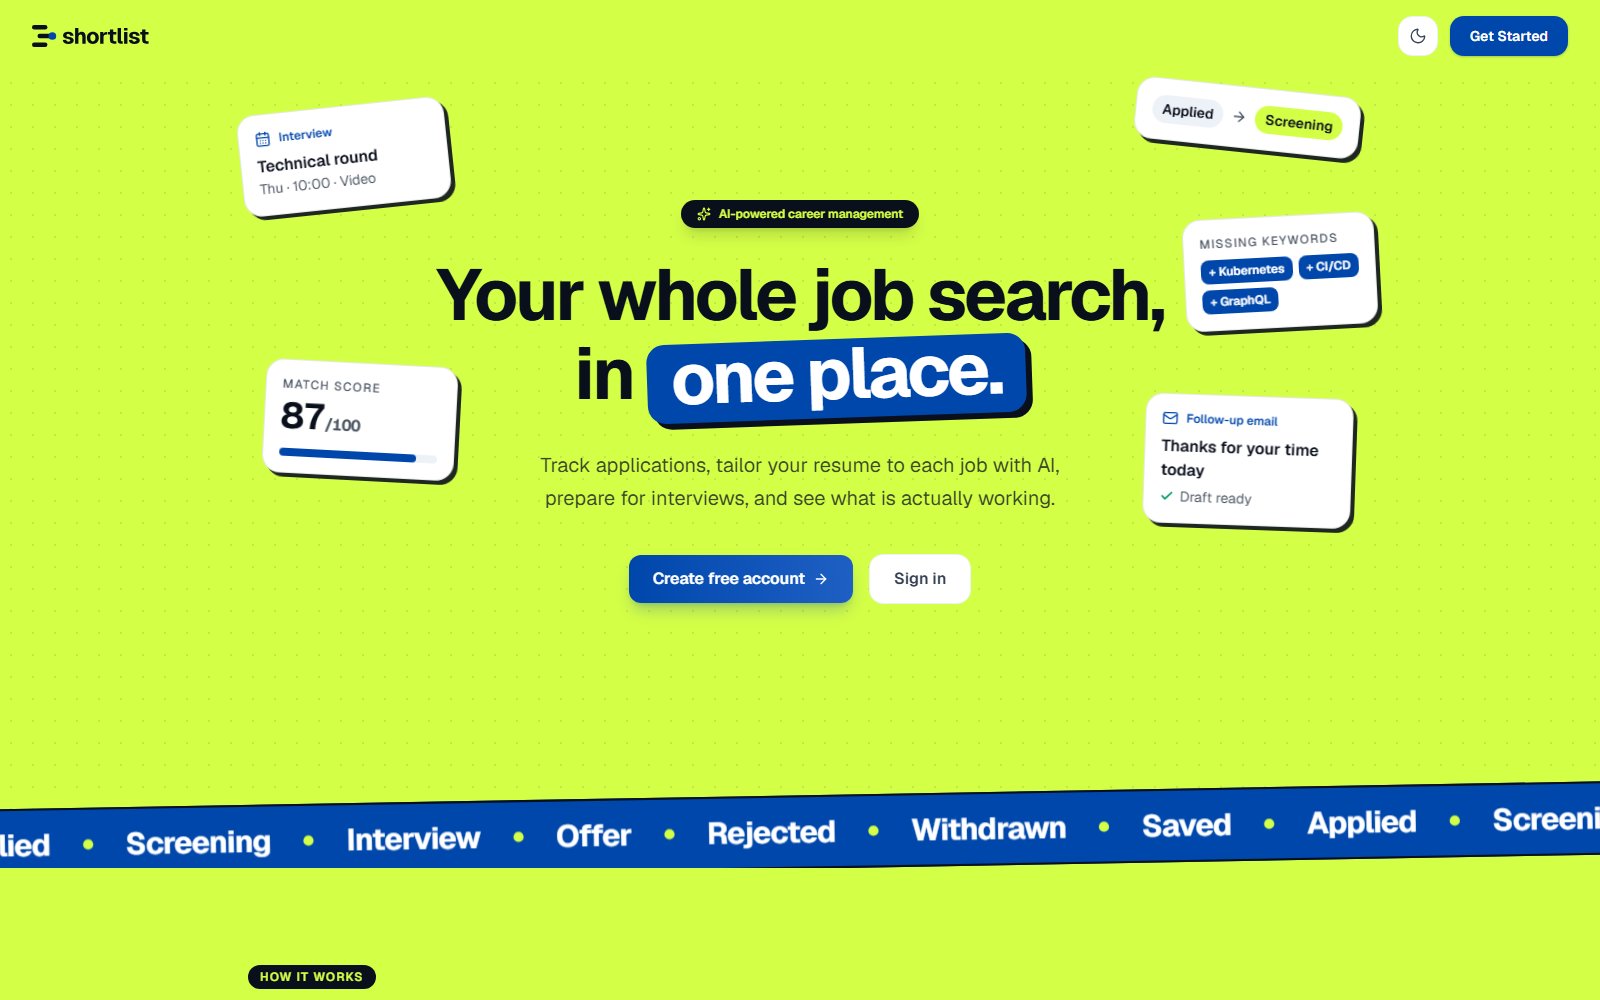 shortlist
Get Started
Interview
Technical round
Thu · 10:00 · Video
Applied → Screening
AI-powered career management
MISSING KEYWORDS
+ Kubernetes + CI/CD
+ GraphQL
Your whole job search,
in one place.
MATCH SCORE
87/100
Follow-up email
Thanks for your time
today
Draft ready
Track applications, tailor your resume to each job with AI,
prepare for interviews, and see what is actually working.
Create free account →
Sign in
lied • Screening • Interview • Offer • Rejected • Withdrawn • Saved • Applied • Screeni
HOW IT WORKS